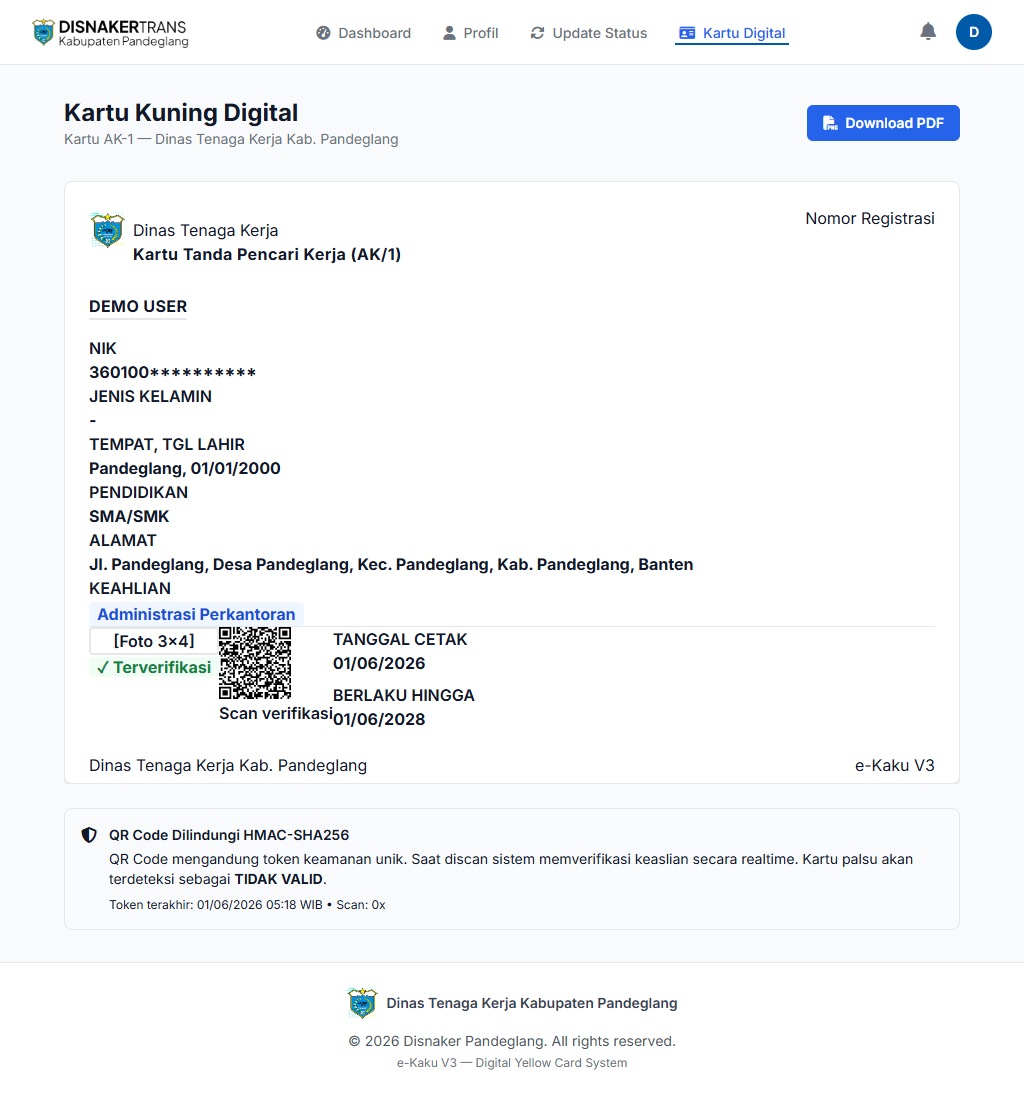 DISNAKERTRANS
Kabupaten Pandeglang
Dashboard
Profil
Update Status
Kartu Digital
D
Kartu Kuning Digital
Kartu AK-1 — Dinas Tenaga Kerja Kab. Pandeglang
PNG
Download PDF
Nomor Registrasi
Dinas Tenaga Kerja
Kartu Tanda Pencari Kerja (AK/1)
DEMO USER
NIK
360100**********
JENIS KELAMIN
-
TEMPAT, TGL LAHIR
Pandeglang, 01/01/2000
PENDIDIKAN
SMA/SMK
ALAMAT
Jl. Pandeglang, Desa Pandeglang, Kec. Pandeglang, Kab. Pandeglang, Banten
KEAHLIAN
Administrasi Perkantoran
[Foto 3×4]
✓ Terverifikasi
Scan verifikasi
TANGGAL CETAK
01/06/2026
BERLAKU HINGGA
01/06/2028
Dinas Tenaga Kerja Kab. Pandeglang
e-Kaku V3
QR Code Dilindungi HMAC-SHA256
QR Code mengandung token keamanan unik. Saat discan sistem memverifikasi keaslian secara realtime. Kartu palsu akan
terdeteksi sebagai TIDAK VALID.
Token terakhir: 01/06/2026 05:18 WIB • Scan: 0x
Dinas Tenaga Kerja Kabupaten Pandeglang
© 2026 Disnaker Pandeglang. All rights reserved.
e-Kaku V3 — Digital Yellow Card System